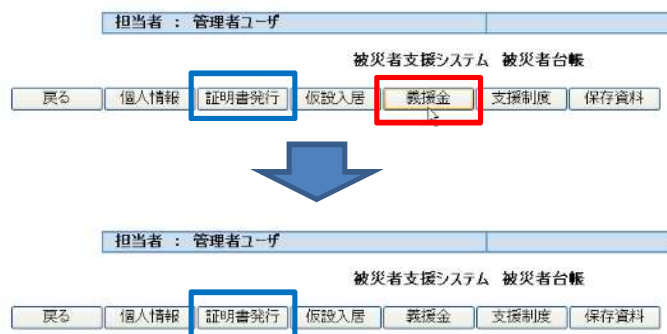 担当者 : 管理者ユーザ
被災者支援システム 被災者台帳
戻る 個人情報 証明書発行 仮設入居 義援金 支援制度 保存資料
担当者 : 管理者ユーザ
被災者支援システム 被災者台帳
戻る 個人情報 証明書発行 仮設入居 義援金 支援制度 保存資料